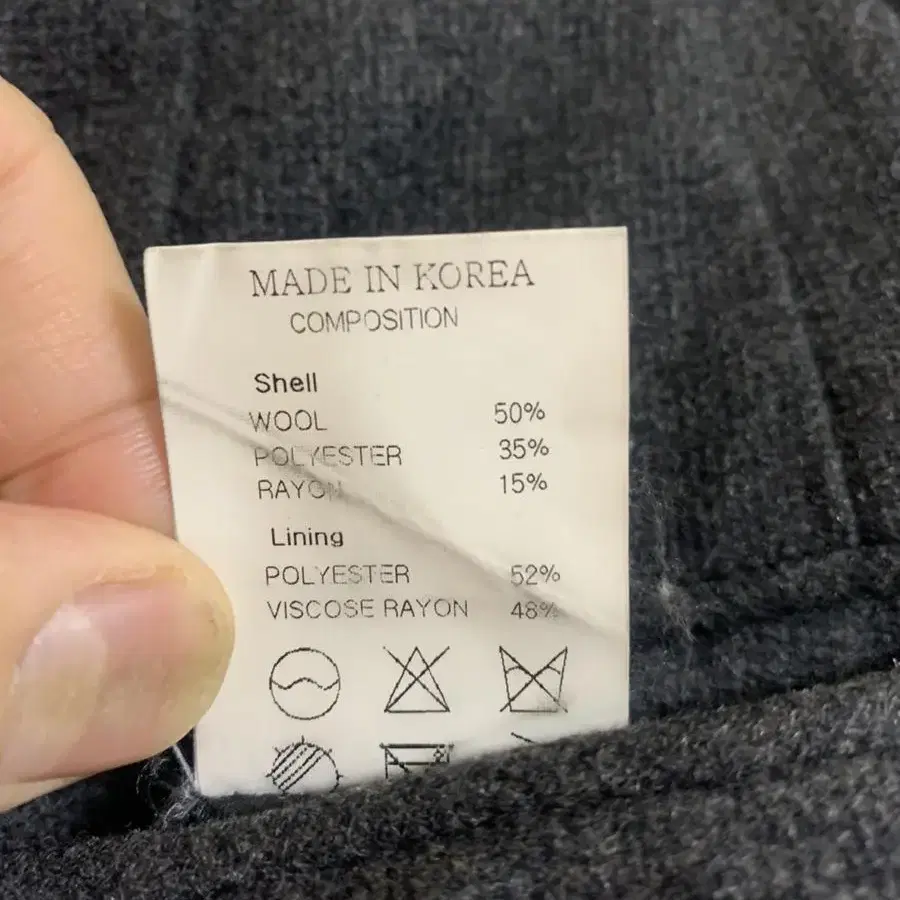 MADE IN KOREA
COMPOSITION
Shell
WOOL 50%
POLYESTER 35%
RAYON 15%
Lining
POLYESTER 52%
VISCOSE RAYON 48%